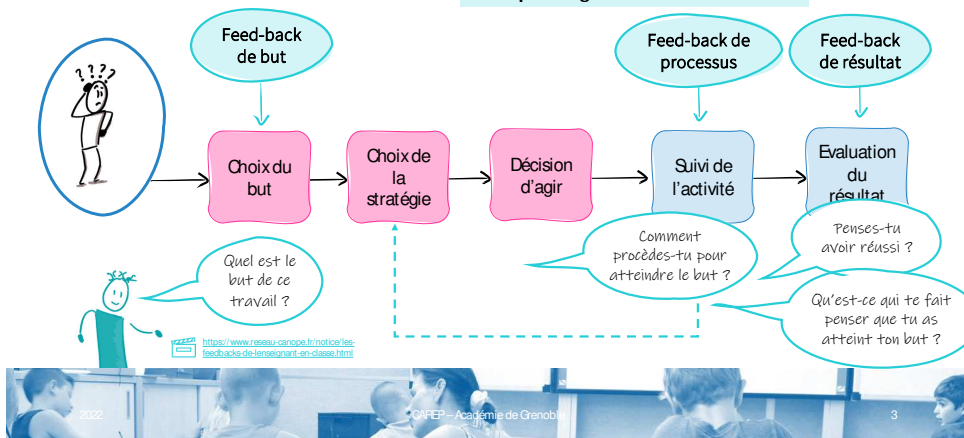 Feed-back
de but
Feed-back de
processus
Feed-back
de résultat
????
Choix du
but
Choix de
la
stratégie
Décision
d'agir
Suivi de
l'activité
Evaluation
du
résultat
Quel est le
but de ce
travail ?
Comment
procèdes-tu pour
atteindre le but ?
Penses-tu
avoir réussi ?
Qu'est-ce qui te fait
penser que tu as
atteint ton but ?
https://www.reseau-canope.fr/notice/les-
feedbacks-de-lenseignant-en-classe.html
2022
CAREP – Académie de Grenoble
3